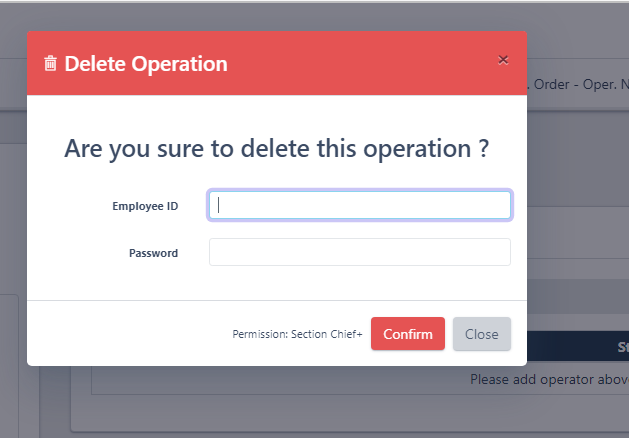 Delete Operation
×
. Order - Oper. N
Are you sure to delete this operation ?
Employee ID
Password
Permission: Section Chief+
Confirm
Close
St
Please add operator above